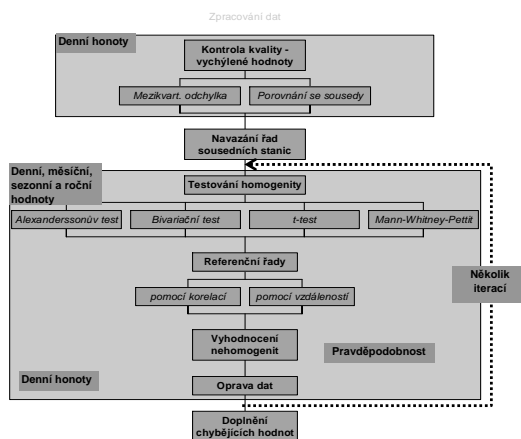 Zpracování dat
Denní honoty
Kontrola kvality -
vychýlené hodnoty
Mezikvart. odchylka
Porovnání se sousedy
Navazání řad
sousedních stanic
Denní, měsíční,
sezonní a roční
hodnoty
Testování homogenity
Alexanderssonův test
Bivariační test
t-test
Mann-Whitney-Pettit
Referenční řady
Několik
iterací
pomocí korelací
pomocí vzdáleností
Vyhodnocení
nehomogenit
Pravděpodobnost
Denní honoty
Oprava dat
Doplnění
chybějících hodnot